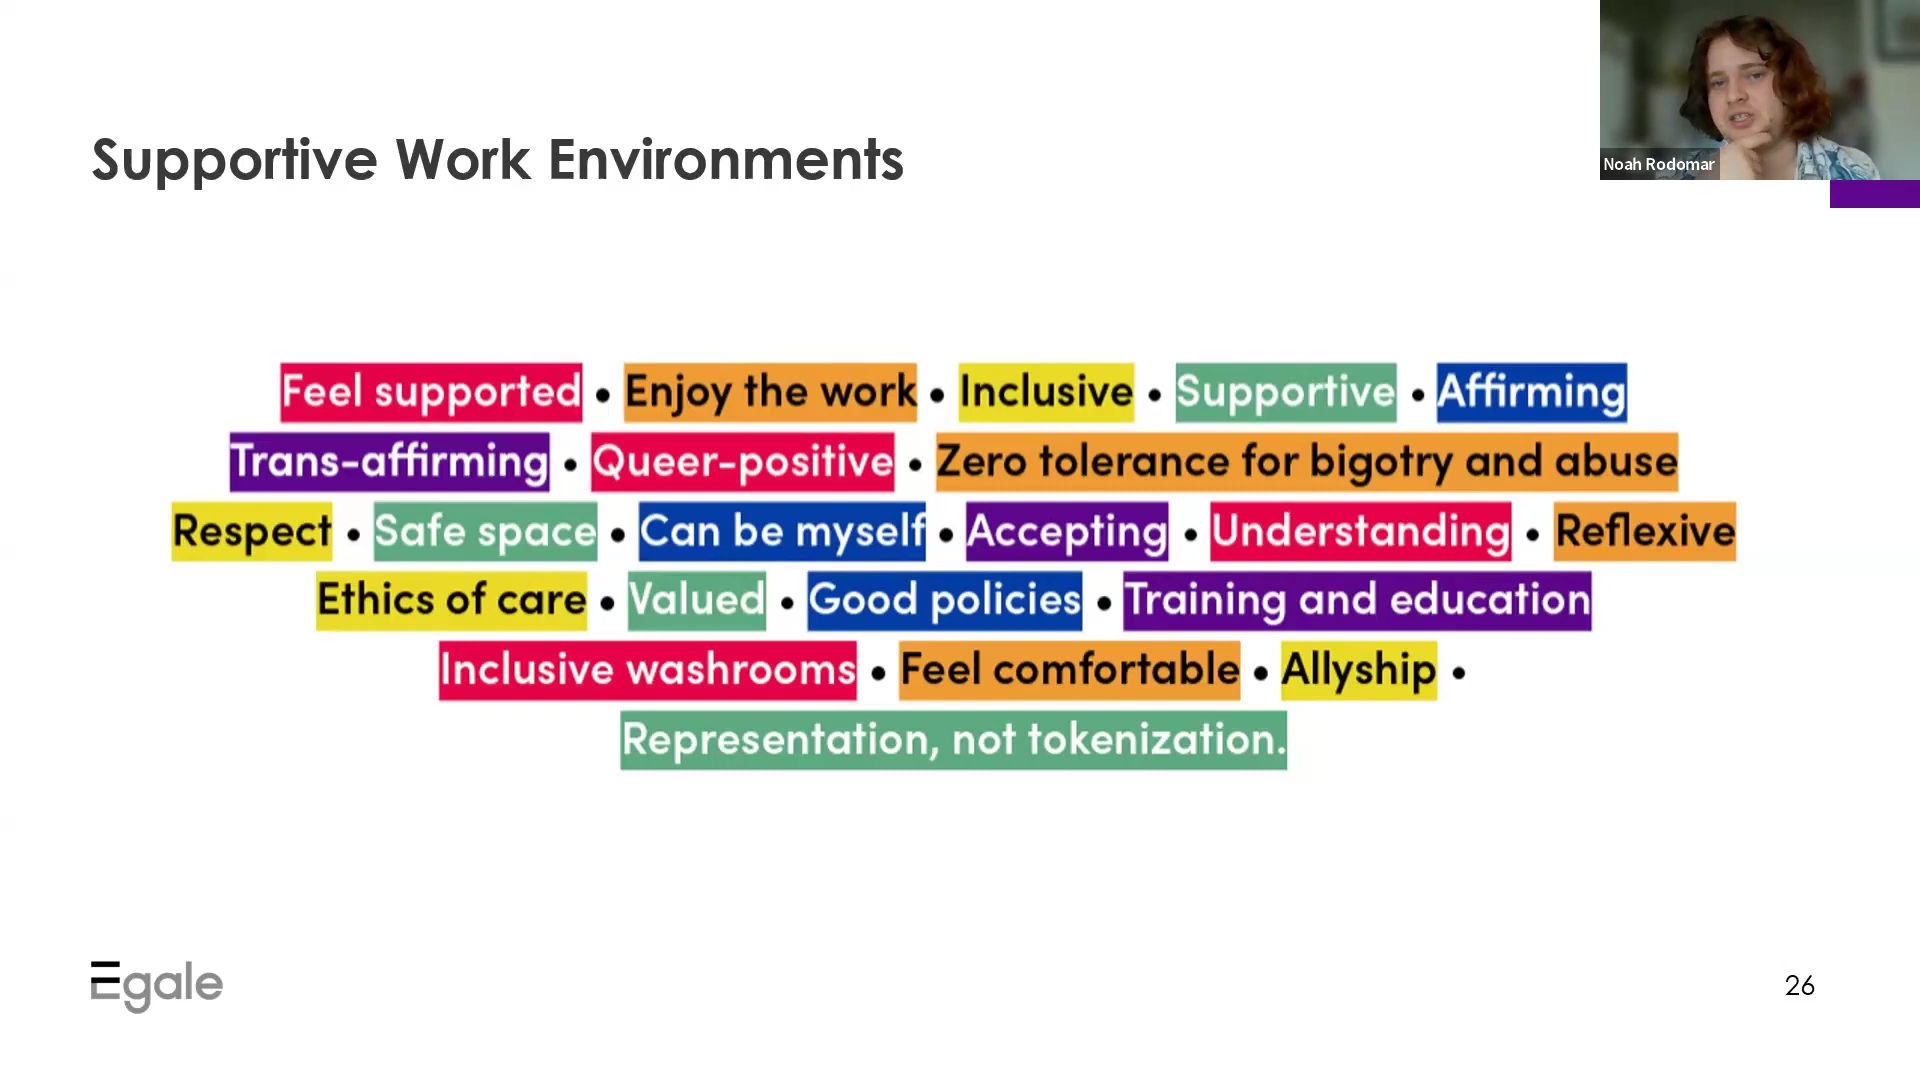 Noah Rodomar
Supportive Work Environments
Feel supported • Enjoy the work • Inclusive • Supportive • Affirming
Trans-affirming • Queer-positive • Zero tolerance for bigotry and abuse
Respect • Safe space • Can be myself • Accepting • Understanding • Reflexive
Ethics of care • Valued • Good policies • Training and education
Inclusive washrooms • Feel comfortable • Allyship •
Representation, not tokenization.
Egale
26